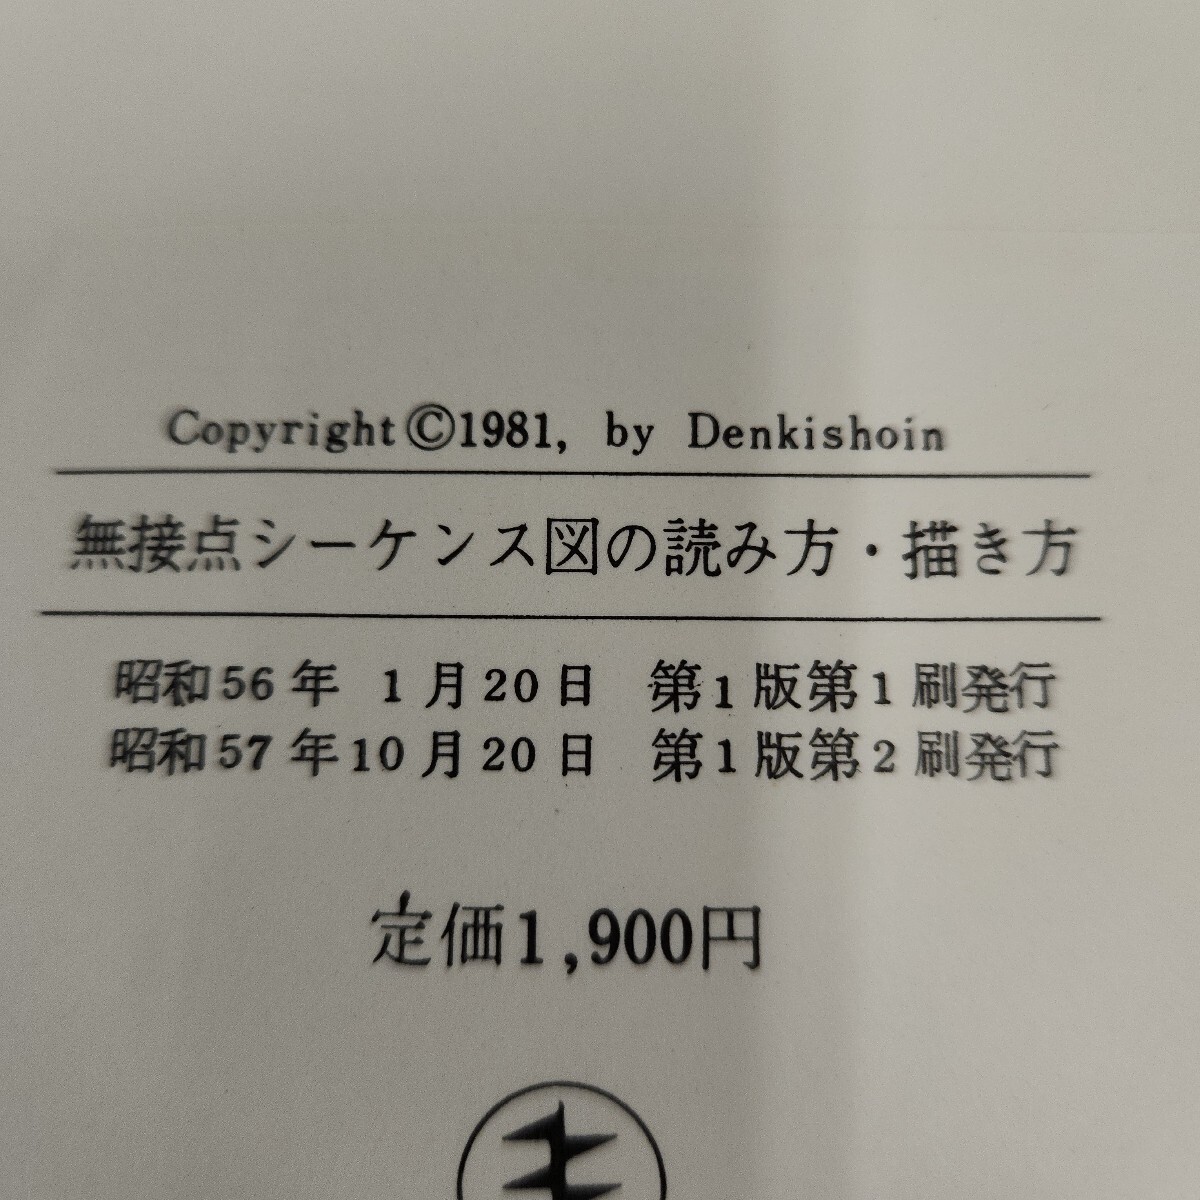 Copyright©1981, by Denkishoin
無接点シーケンス図の読み方・描き方
昭和56年 1月20日 第1版第1刷発行
昭和57年10月20日 第1版第2刷発行
定価1,900円